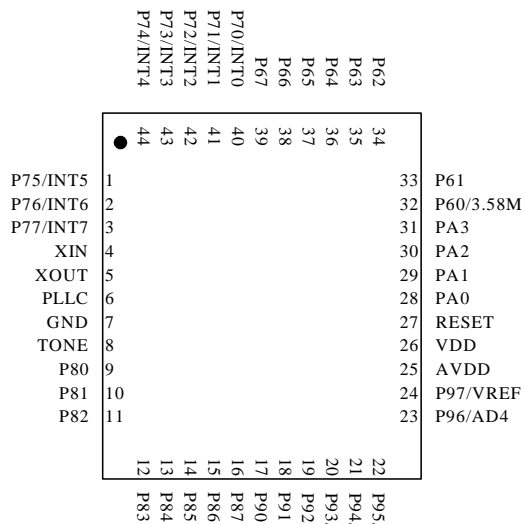 P74/INT4 P73/INT3 P72/INT2 P71/INT1 P70/INT0 P67 P66 P65 P64 P63 P62
44 43 42 41 40 39 38 37 36 35 34
P75/INT5 1 33 P61
P76/INT6 2 32 P60/3.58M
P77/INT7 3 31 PA3
XIN 4 30 PA2
XOUT 5 29 PA1
PLLC 6 28 PA0
GND 7 27 RESET
TONE 8 26 VDD
P80 9 25 AVDD
P81 10 24 P97/VREF
P82 11 23 P96/AD4
12 13 14 15 16 17 18 19 20 21 22
P83 P84 P85 P86 P87 P90 P91 P92 P93 P94 P95